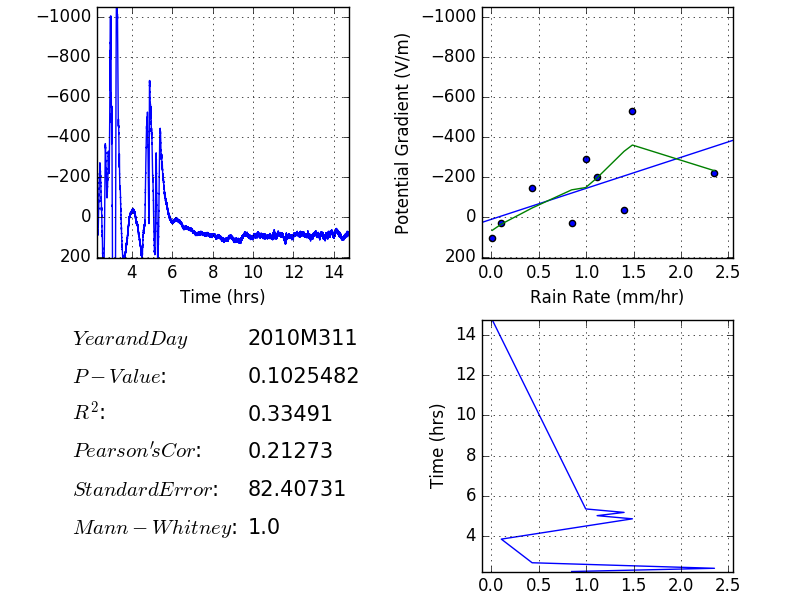 −1000
−800
−600
−400
−200
0
200
4 6 8 10 12 14
Time (hrs)
−1000
−800
−600
−400
−200
0
200
Potential Gradient (V/m)
0.0 0.5 1.0 1.5 2.0 2.5
Rain Rate (mm/hr)
YearandDay 2010M311
P−Value: 0.1025482
R²: 0.33491
Pearson'sCor: 0.21273
StandardError: 82.40731
Mann−Whitney: 1.0
14
12
10
8
6
4
Time (hrs)
0.0 0.5 1.0 1.5 2.0 2.5